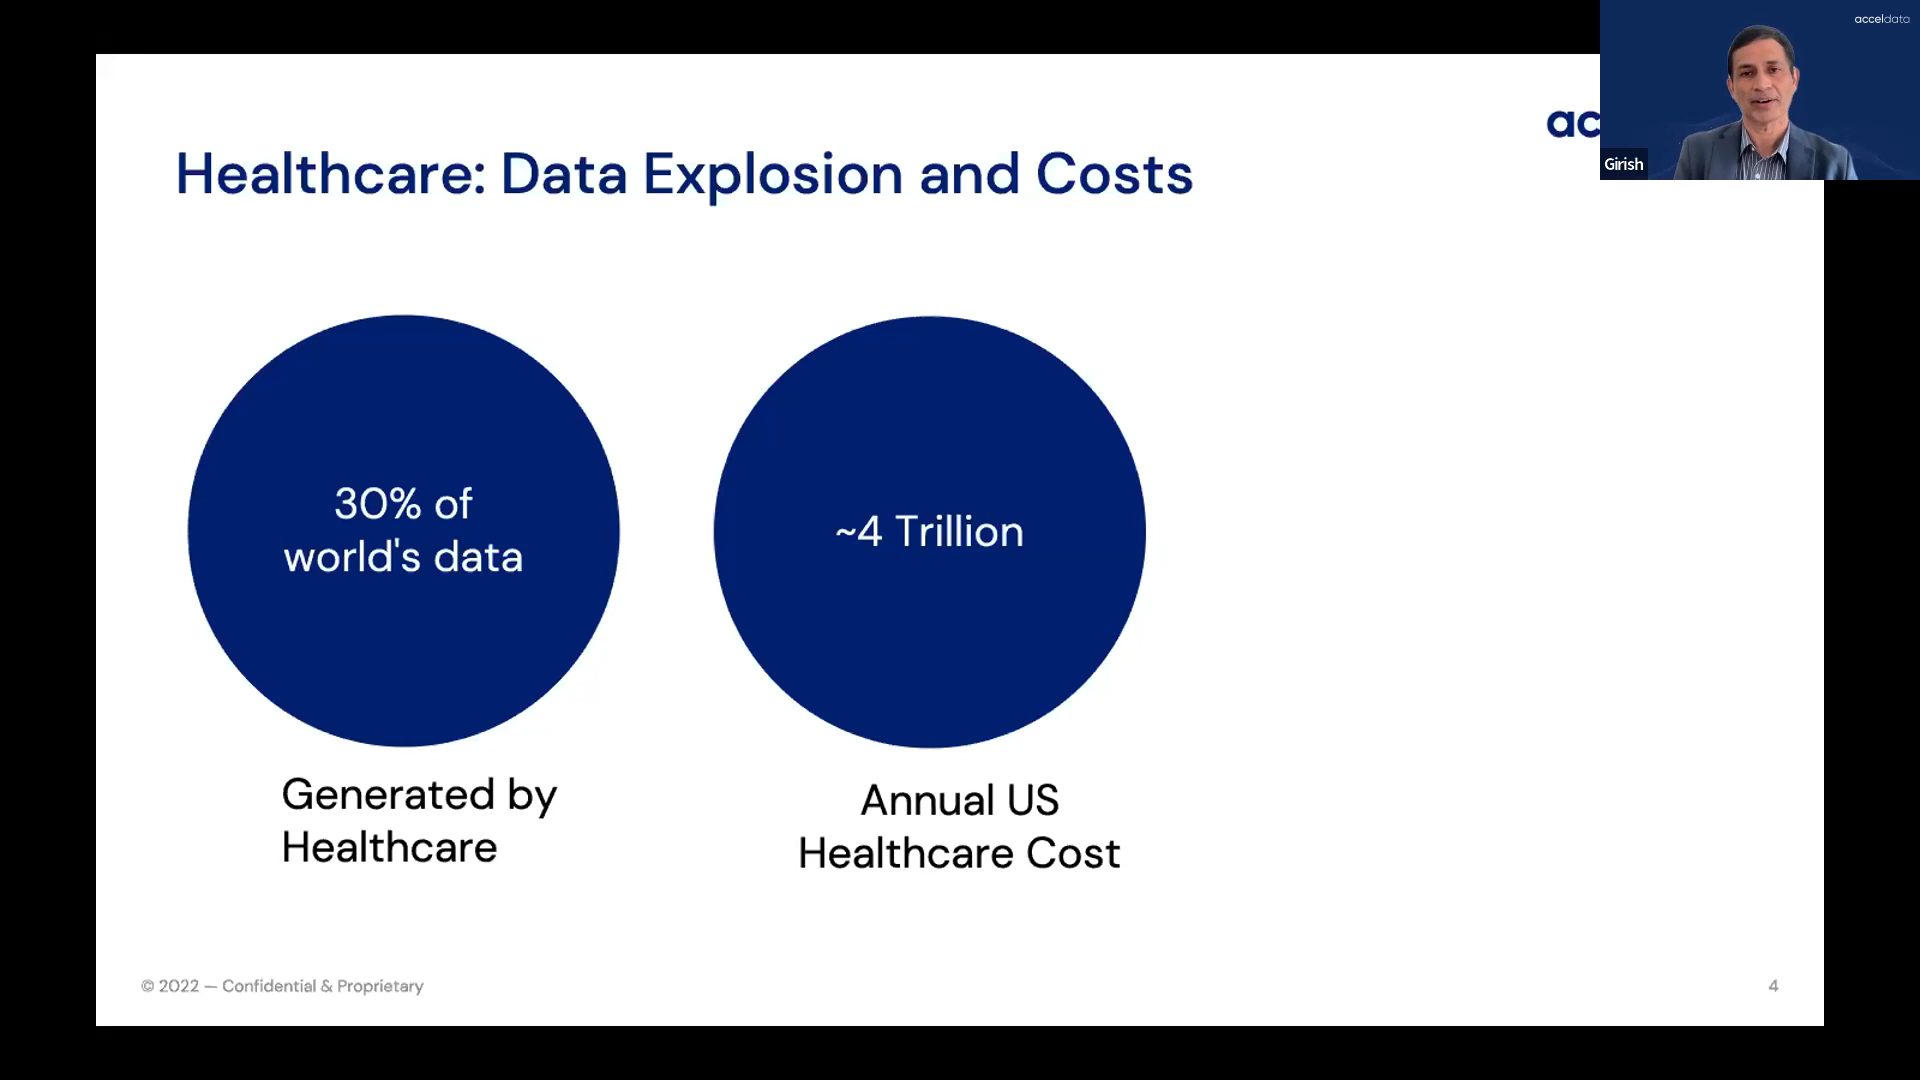 acceldata
ac
Healthcare: Data Explosion and Costs
Girish
30% of
world's data
~4 Trillion
Generated by
Healthcare
Annual US
Healthcare Cost
© 2022 — Confidential & Proprietary
4